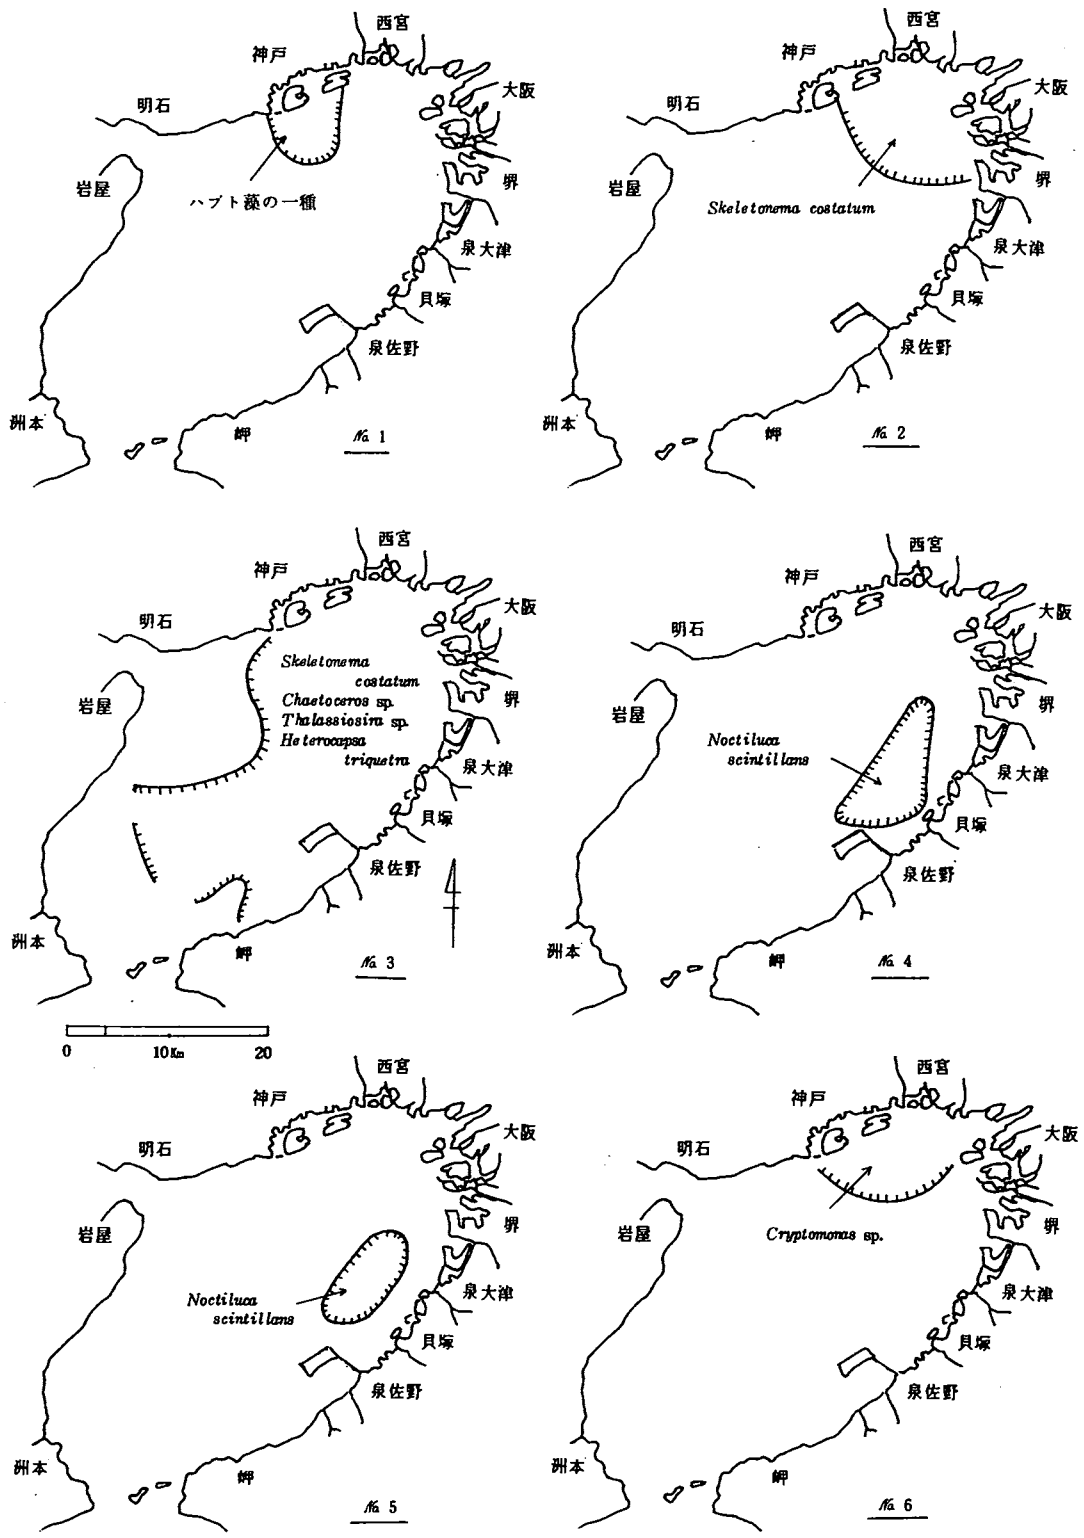 西宮
神戸
大阪
明石
堺
岩屋
ハプト藻の一種
泉大津
貝塚
泉佐野
洲本
岬
№ 1
西宮
神戸
大阪
明石
堺
岩屋
Skeletonema costatum
泉大津
貝塚
泉佐野
洲本
岬
№ 2
西宮
神戸
大阪
明石
Skeletonema
costatum
堺
岩屋
Chaetoceros sp.
Thalassiosira sp.
Heterocapsa
triquetra
泉大津
貝塚
泉佐野
洲本
岬
№ 3
0 10Km 20
西宮
神戸
大阪
明石
堺
岩屋
Noctiluca
scintillans
泉大津
貝塚
泉佐野
洲本
岬
№ 4
西宮
神戸
大阪
明石
堺
岩屋
泉大津
Noctiluca
scintillans
貝塚
泉佐野
洲本
岬
№ 5
西宮
神戸
大阪
明石
堺
岩屋
Cryptomonas sp.
泉大津
貝塚
泉佐野
洲本
岬
№ 6